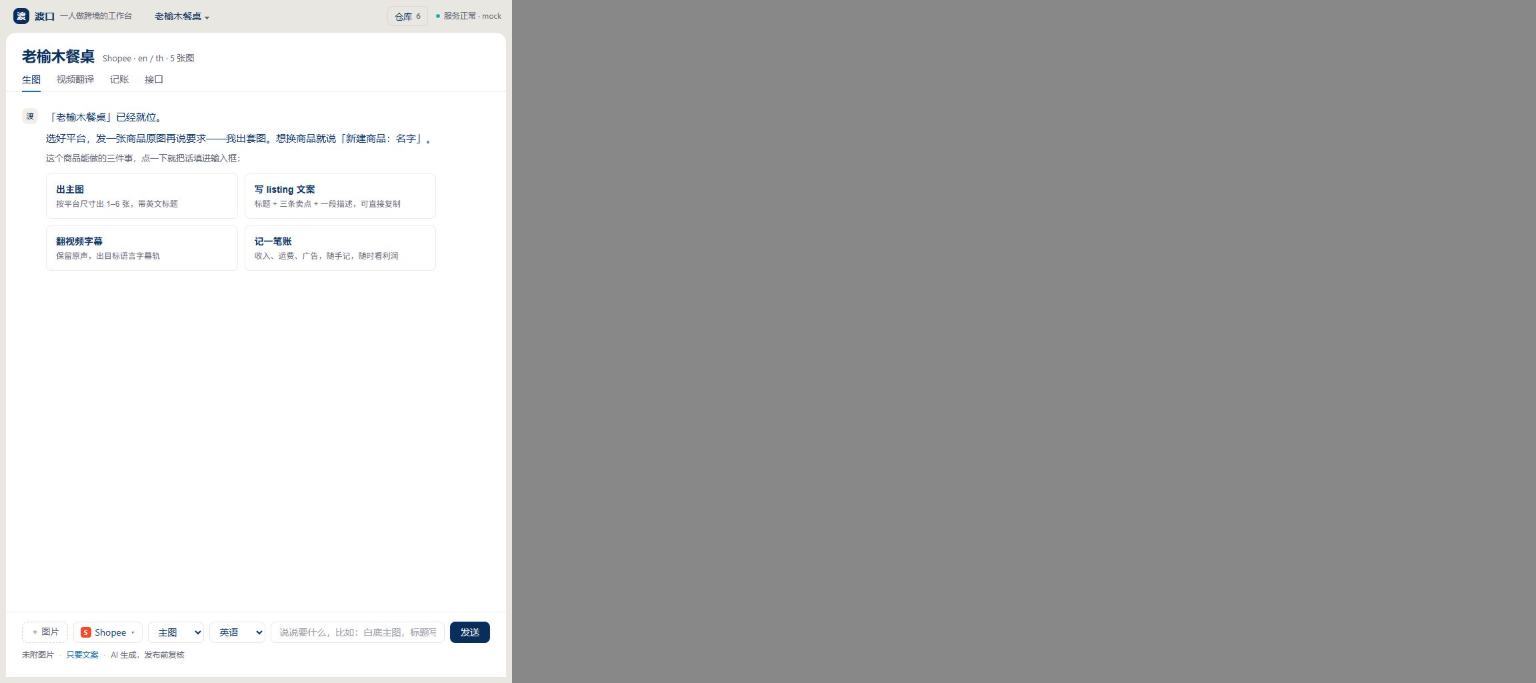 渡 渡口 一人做跨境的工作台 老榆木餐桌 仓库 6 服务正常 · mock
老榆木餐桌 Shopee · en / th · 5 张图
生图 视频翻译 记账 接口
渡 「老榆木餐桌」已经就位。
选好平台，发一张商品原图再说要求——我出套图。想换商品就说「新建商品：名字」。
这个商品能做的三件事，点一下就把话填进输入框：
出主图 写 listing 文案
按平台尺寸出 1–6 张，带英文标题 标题 + 三条卖点 + 一段描述，可直接复制
翻视频字幕 记一笔账
保留原声，出目标语言字幕轨 收入、运费、广告，随手记，随时看利润
+ 图片 S Shopee 主图 英语 说说要什么，比如：白底主图，标题写 发送
未附图片 · 只要文案 · AI 生成，发布前复核